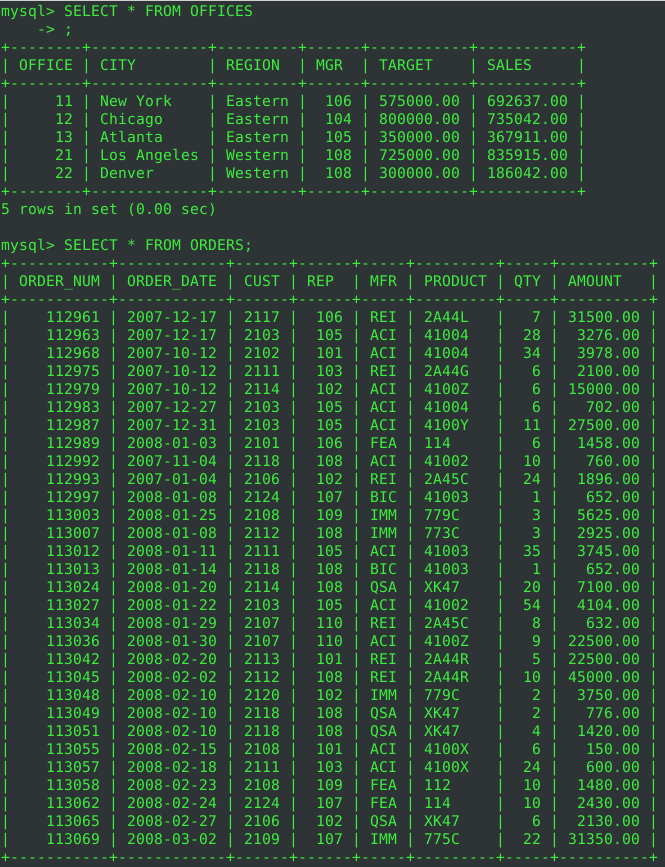 mysql> SELECT * FROM OFFICES
    -> ;
+--------+-------------+---------+------+-----------+-----------+
| OFFICE | CITY        | REGION  | MGR  | TARGET    | SALES     |
+--------+-------------+---------+------+-----------+-----------+
|     11 | New York    | Eastern |  106 | 575000.00 | 692637.00 |
|     12 | Chicago     | Eastern |  104 | 800000.00 | 735042.00 |
|     13 | Atlanta     | Eastern |  105 | 350000.00 | 367911.00 |
|     21 | Los Angeles | Western |  108 | 725000.00 | 835915.00 |
|     22 | Denver      | Western |  108 | 300000.00 | 186042.00 |
+--------+-------------+---------+------+-----------+-----------+
5 rows in set (0.00 sec)

mysql> SELECT * FROM ORDERS;
+-----------+------------+------+------+-----+---------+-----+----------+
| ORDER_NUM | ORDER_DATE | CUST | REP  | MFR | PRODUCT | QTY | AMOUNT   |
+-----------+------------+------+------+-----+---------+-----+----------+
|    112961 | 2007-12-17 | 2117 |  106 | REI | 2A44L   |   7 | 31500.00 |
|    112963 | 2007-12-17 | 2103 |  105 | ACI | 41004   |  28 |  3276.00 |
|    112968 | 2007-10-12 | 2102 |  101 | ACI | 41004   |  34 |  3978.00 |
|    112975 | 2007-10-12 | 2111 |  103 | REI | 2A44G   |   6 |  2100.00 |
|    112979 | 2007-10-12 | 2114 |  102 | ACI | 4100Z   |   6 | 15000.00 |
|    112983 | 2007-12-27 | 2103 |  105 | ACI | 41004   |   6 |   702.00 |
|    112987 | 2007-12-31 | 2103 |  105 | ACI | 4100Y   |  11 | 27500.00 |
|    112989 | 2008-01-03 | 2101 |  106 | FEA | 114     |   6 |  1458.00 |
|    112992 | 2007-11-04 | 2118 |  108 | ACI | 41002   |  10 |   760.00 |
|    112993 | 2007-01-04 | 2106 |  102 | REI | 2A45C   |  24 |  1896.00 |
|    112997 | 2008-01-08 | 2124 |  107 | BIC | 41003   |   1 |   652.00 |
|    113003 | 2008-01-25 | 2108 |  109 | IMM | 779C    |   3 |  5625.00 |
|    113007 | 2008-01-08 | 2112 |  108 | IMM | 773C    |   3 |  2925.00 |
|    113012 | 2008-01-11 | 2111 |  105 | ACI | 41003   |  35 |  3745.00 |
|    113013 | 2008-01-14 | 2118 |  108 | BIC | 41003   |   1 |   652.00 |
|    113024 | 2008-01-20 | 2114 |  108 | QSA | XK47    |  20 |  7100.00 |
|    113027 | 2008-01-22 | 2103 |  105 | ACI | 41002   |  54 |  4104.00 |
|    113034 | 2008-01-29 | 2107 |  110 | REI | 2A45C   |   8 |   632.00 |
|    113036 | 2008-01-30 | 2107 |  110 | ACI | 4100Z   |   9 | 22500.00 |
|    113042 | 2008-02-20 | 2113 |  101 | REI | 2A44R   |   5 | 22500.00 |
|    113045 | 2008-02-02 | 2112 |  108 | REI | 2A44R   |  10 | 45000.00 |
|    113048 | 2008-02-10 | 2120 |  102 | IMM | 779C    |   2 |  3750.00 |
|    113049 | 2008-02-10 | 2118 |  108 | QSA | XK47    |   2 |   776.00 |
|    113051 | 2008-02-10 | 2118 |  108 | QSA | XK47    |   4 |  1420.00 |
|    113055 | 2008-02-15 | 2108 |  101 | ACI | 4100X   |   6 |   150.00 |
|    113057 | 2008-02-18 | 2111 |  103 | ACI | 4100X   |  24 |   600.00 |
|    113058 | 2008-02-23 | 2108 |  109 | FEA | 112     |  10 |  1480.00 |
|    113062 | 2008-02-24 | 2124 |  107 | FEA | 114     |  10 |  2430.00 |
|    113065 | 2008-02-27 | 2106 |  102 | QSA | XK47    |   6 |  2130.00 |
|    113069 | 2008-03-02 | 2109 |  107 | IMM | 775C    |  22 | 31350.00 |
+-----------+------------+------+------+-----+---------+-----+----------+